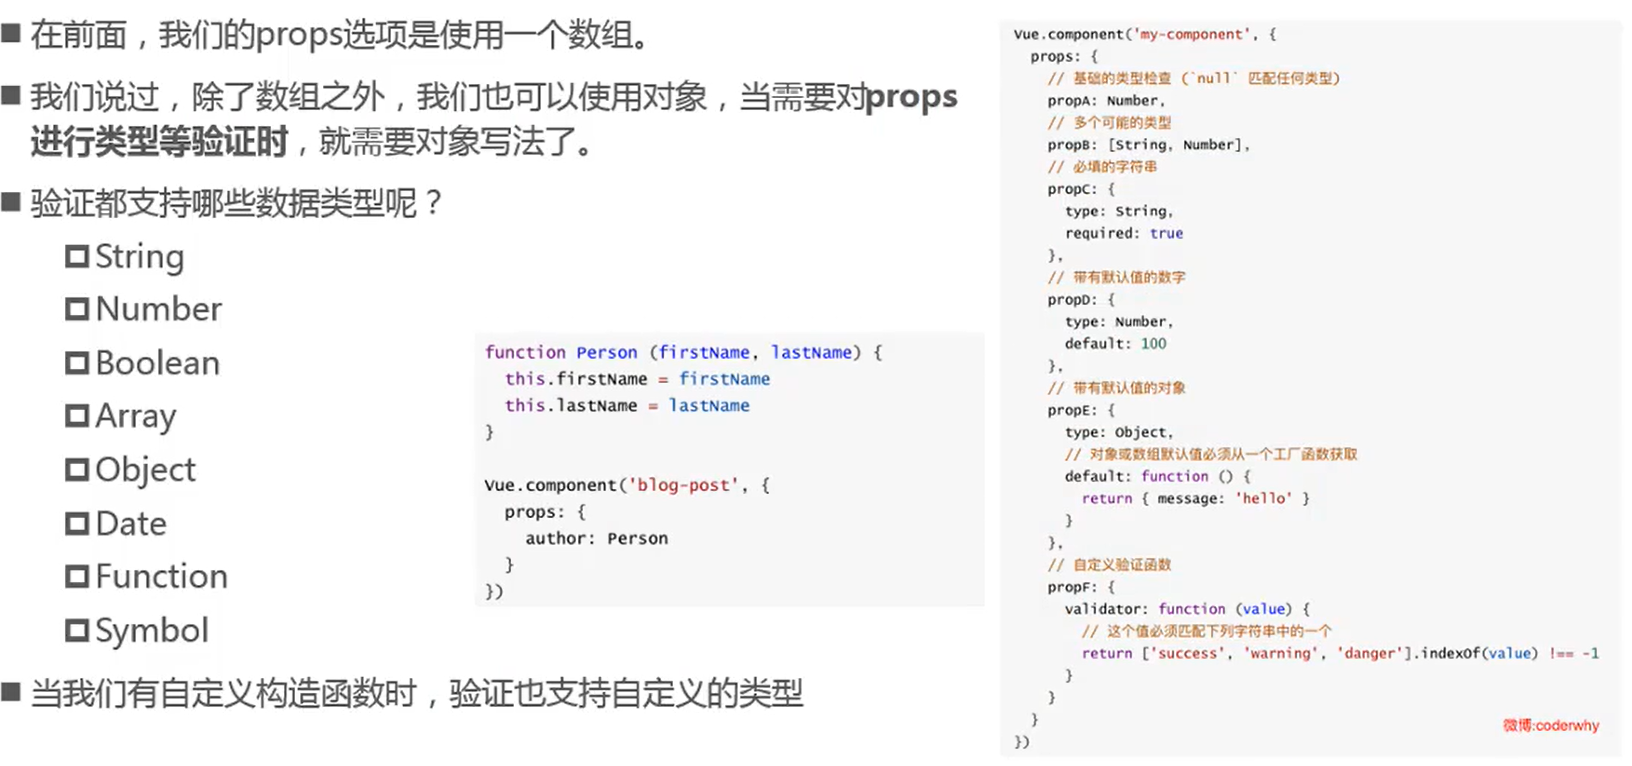 在前面，我们的props选项是使用一个数组。
我们说过，除了数组之外，我们也可以使用对象，当需要对props
进行类型等验证时，就需要对象写法了。
验证都支持哪些数据类型呢？
String
Number
Boolean
Array
Object
Date
Function
Symbol
当我们有自定义构造函数时，验证也支持自定义的类型
function Person (firstName, lastName) {
this.firstName = firstName
this.lastName = lastName
}
Vue.component('blog-post', {
props: {
author: Person
}
})
Vue.component('my-component', {
props: {
// 基础的类型检查 (`null` 匹配任何类型)
propA: Number,
// 多个可能的类型
propB: [String, Number],
// 必填的字符串
propC: {
type: String,
required: true
},
// 带有默认值的数字
propD: {
type: Number,
default: 100
},
// 带有默认值的对象
propE: {
type: Object,
// 对象或数组默认值必须从一个工厂函数获取
default: function () {
return { message: 'hello' }
}
},
// 自定义验证函数
propF: {
validator: function (value) {
// 这个值必须匹配下列字符串中的一个
return ['success', 'warning', 'danger'].indexOf(value) !== -1
}
}
}
})
微博:coderwhy